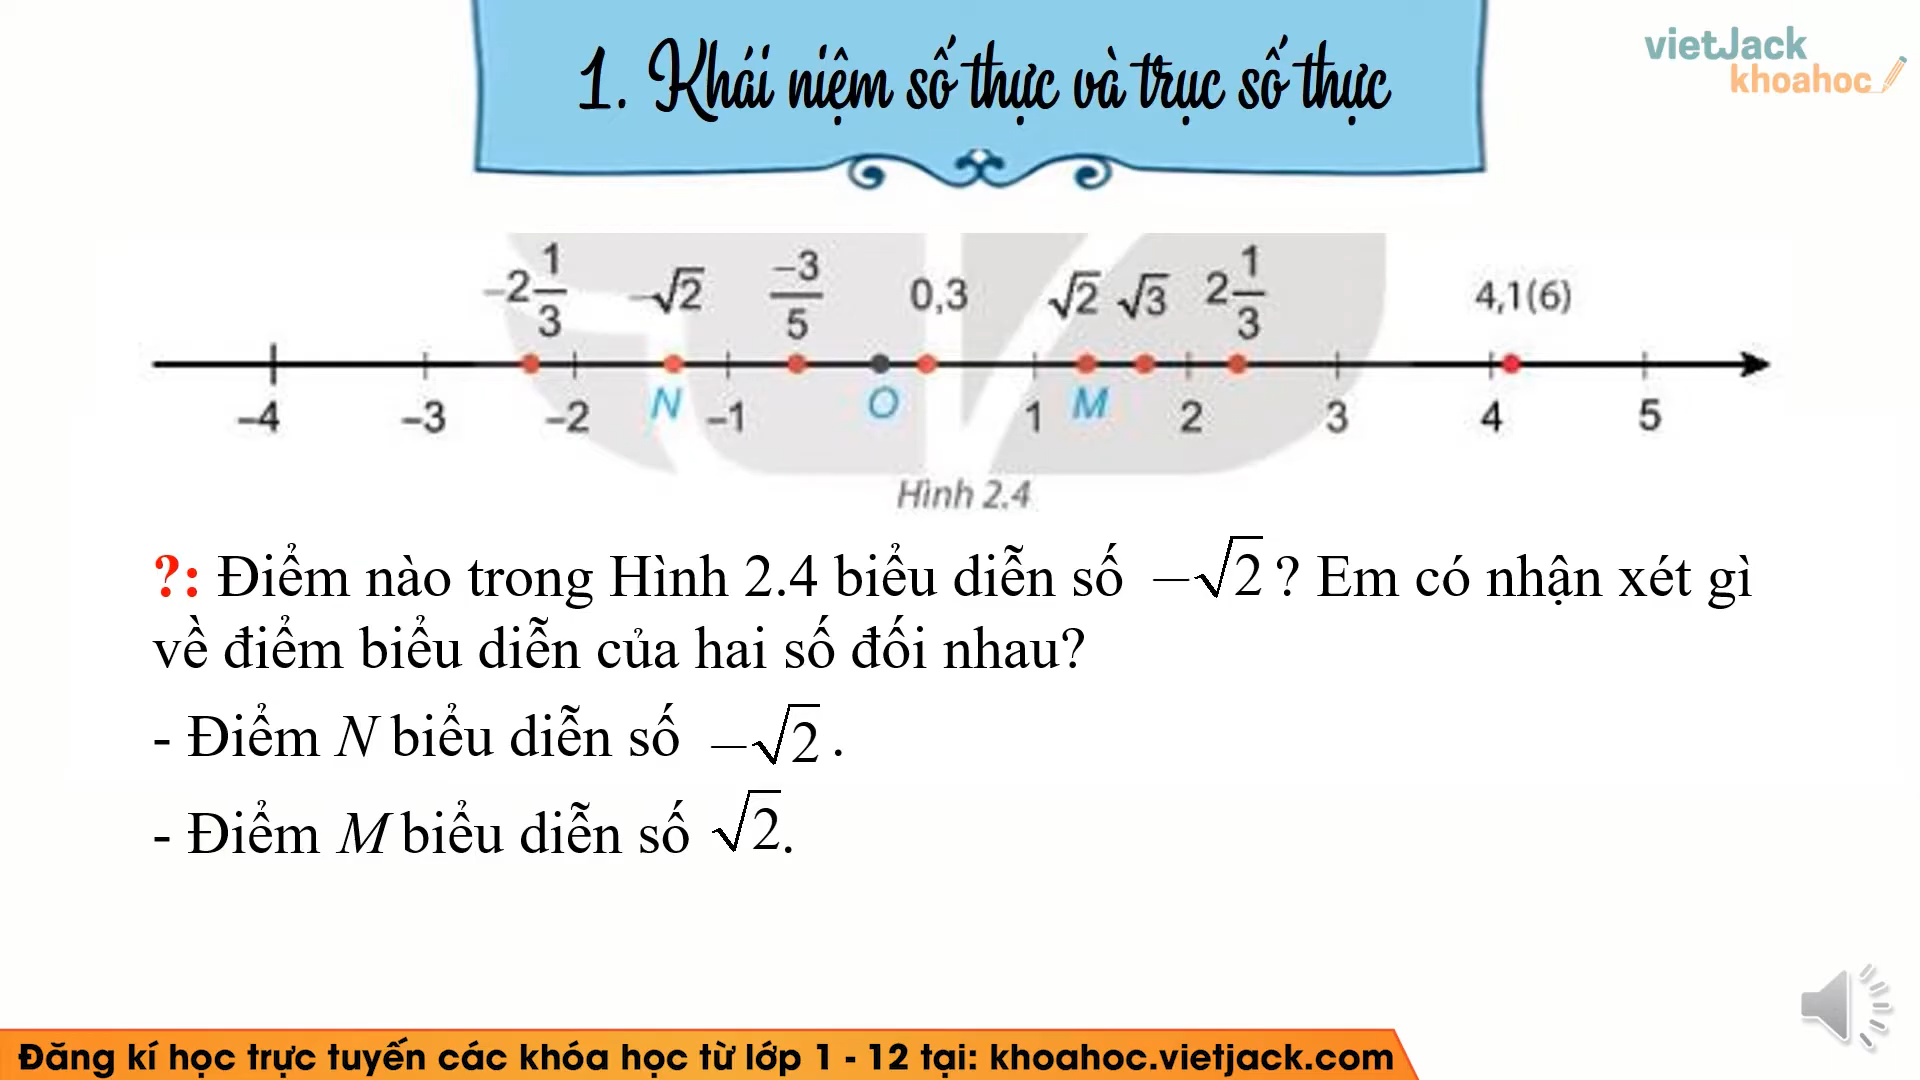 1. Khái niệm số thực và trục số thực
vietJack
khoahoc
-2 1/3 -√2 -3/5 0,3 √2 √3 2 1/3 4,1(6)
-4 -3 -2 N -1 O 1 M 2 3 4 5
Hình 2.4
?: Điểm nào trong Hình 2.4 biểu diễn số -√2 ? Em có nhận xét gì
về điểm biểu diễn của hai số đối nhau?
- Điểm N biểu diễn số -√2 .
- Điểm M biểu diễn số √2.
Đăng kí học trực tuyến các khóa học từ lớp 1 - 12 tại: khoahoc.vietjack.com